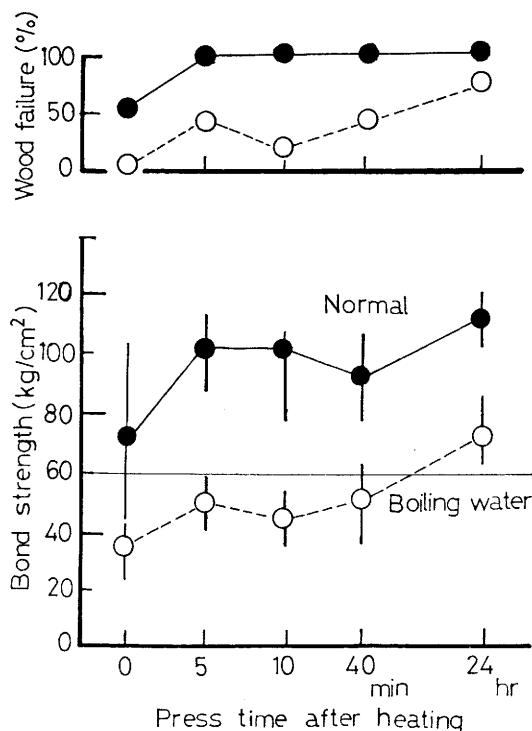 Wood failure (%)
100
50
0
Bond strength (kg/cm²)
120
100
80
60
40
20
0
Normal
Boiling water
0 5 10 40 min 24 hr
Press time after heating